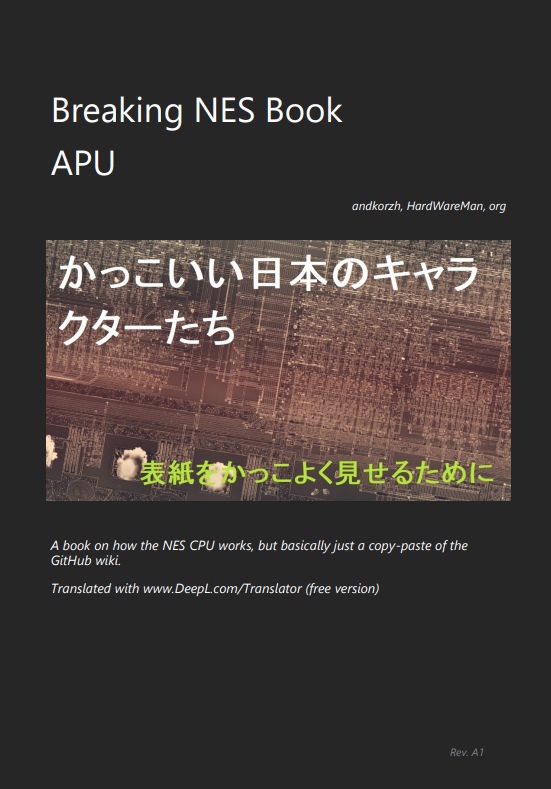 Breaking NES Book
APU
andkorzh, HardWareMan, org
かっこいい日本のキャラ
クターたち
表紙をかっこよく見せるために
A book on how the NES CPU works, but basically just a copy-paste of the
GitHub wiki.
Translated with www.DeepL.com/Translator (free version)
Rev. A1